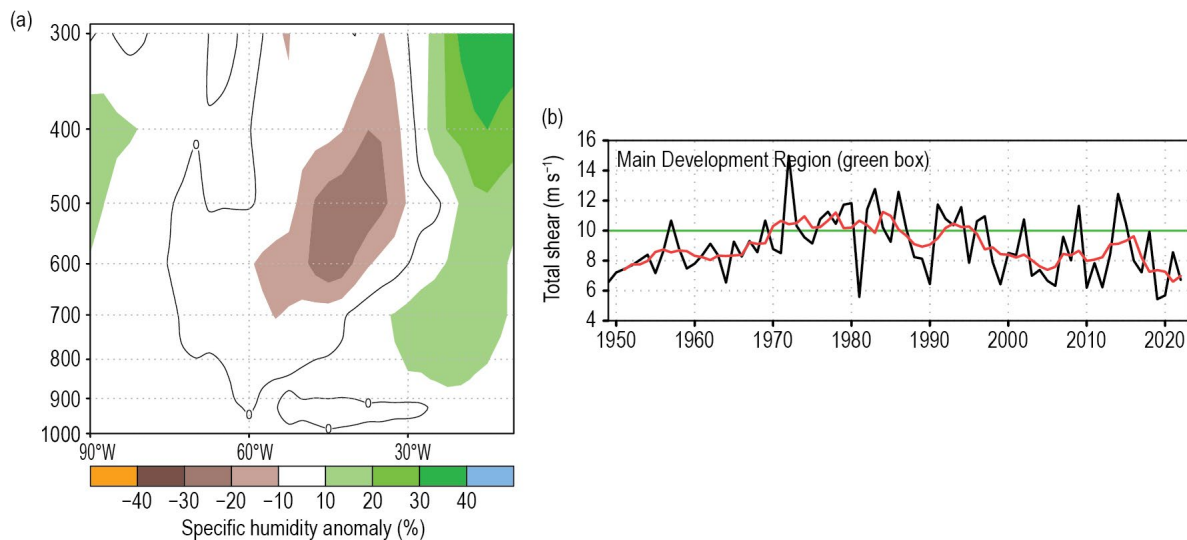 (a)
300
400
500
600
700
800
900
1000
0
0
0
0
90°W 60°W 30°W
−40 −30 −20 −10 10 20 30 40
Specific humidity anomaly (%)
(b)
Main Development Region (green box)
Total shear (m s⁻¹)
16
14
12
10
8
6
4
1950 1960 1970 1980 1990 2000 2010 2020